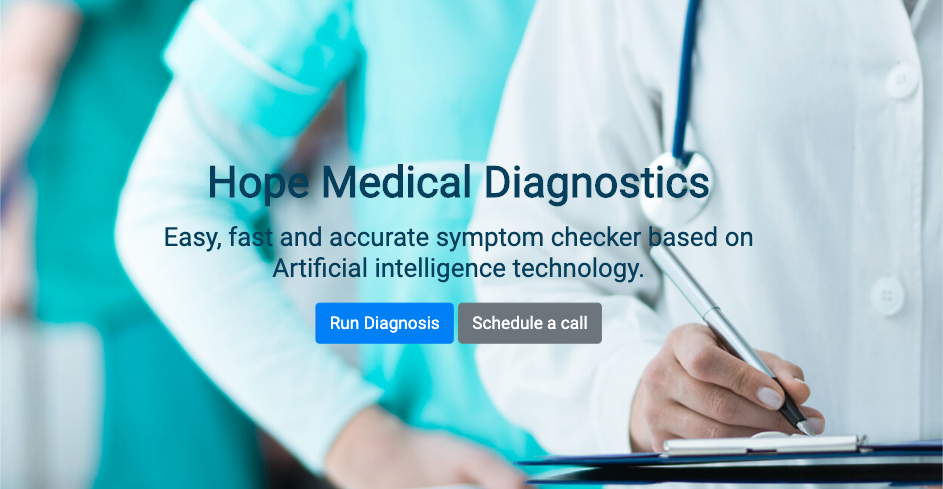 Hope Medical Diagnostics
Easy, fast and accurate symptom checker based on
Artificial intelligence technology.
Run Diagnosis
Schedule a call